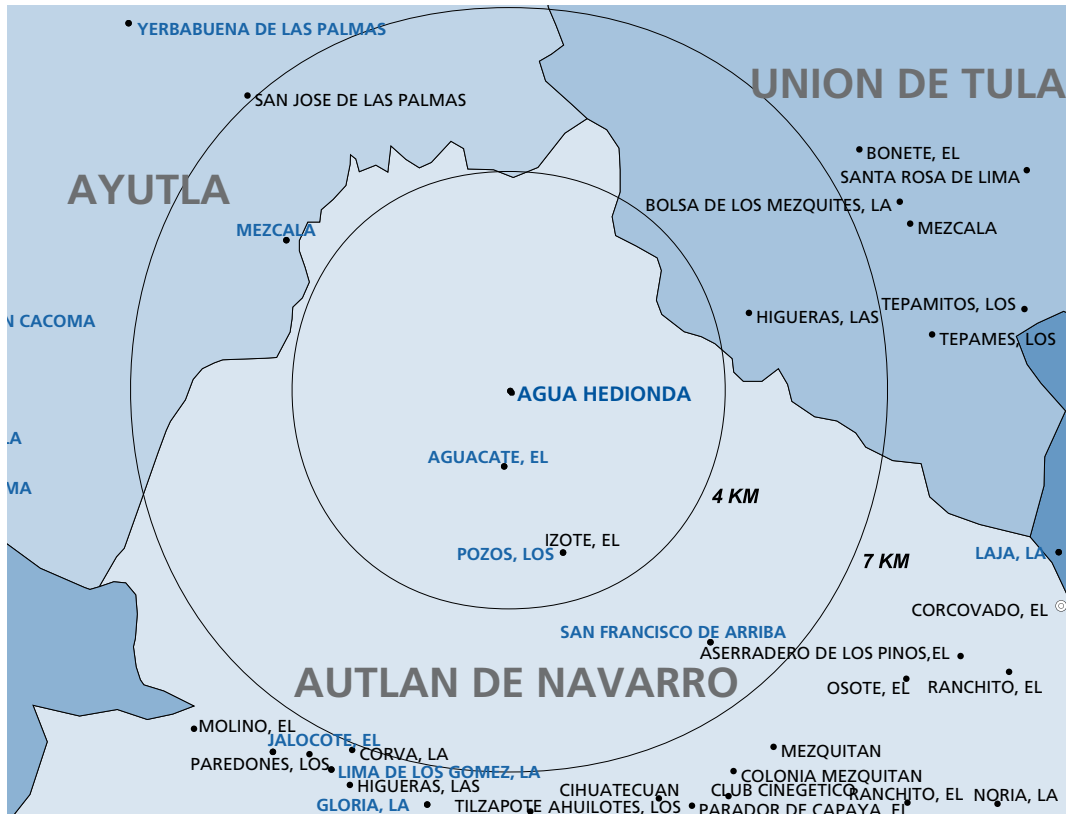 YERBABUENA DE LAS PALMAS
UNION DE TULA
SAN JOSE DE LAS PALMAS
BONETE, EL
SANTA ROSA DE LIMA
AYUTLA
BOLSA DE LOS MEZQUITES, LA
MEZCALA
MEZCALA
TEPAMITOS, LOS
HIGUERAS, LAS
N CACOMA
TEPAMES, LOS
AGUA HEDIONDA
LA
AGUACATE, EL
MA
4 KM
IZOTE, EL
POZOS, LOS
LAJA, LA
7 KM
CORCOVADO, EL
SAN FRANCISCO DE ARRIBA
ASERRADERO DE LOS PINOS,EL
AUTLAN DE NAVARRO
OSOTE, EL
RANCHITO, EL
MOLINO, EL
JALOCOTE, EL
CORVA, LA
MEZQUITAN
PAREDONES, LOS
LIMA DE LOS GOMEZ, LA
COLONIA MEZQUITAN
HIGUERAS, LAS
CIHUATECUAN
CLUB CINEGETICO
RANCHITO, EL
NORIA, LA
GLORIA, LA
TILZAPOTE
AHUILOTES, LOS
PARADOR DE CAPAYA, EL